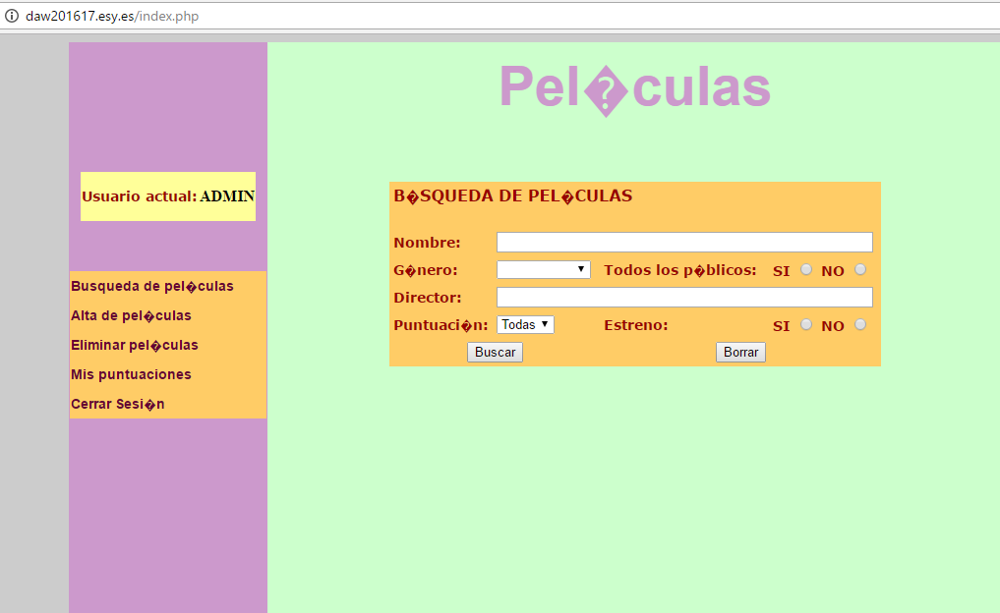 daw201617.esy.es/index.php
Pel�culas
Usuario actual: ADMIN
Busqueda de pel�culas
Alta de pel�culas
Eliminar pel�culas
Mis puntuaciones
Cerrar Sesi�n
B�SQUEDA DE PEL�CULAS
Nombre:
G�nero: Todos los p�blicos: SI NO
Director:
Puntuaci�n: Todas Estreno: SI NO
Buscar Borrar